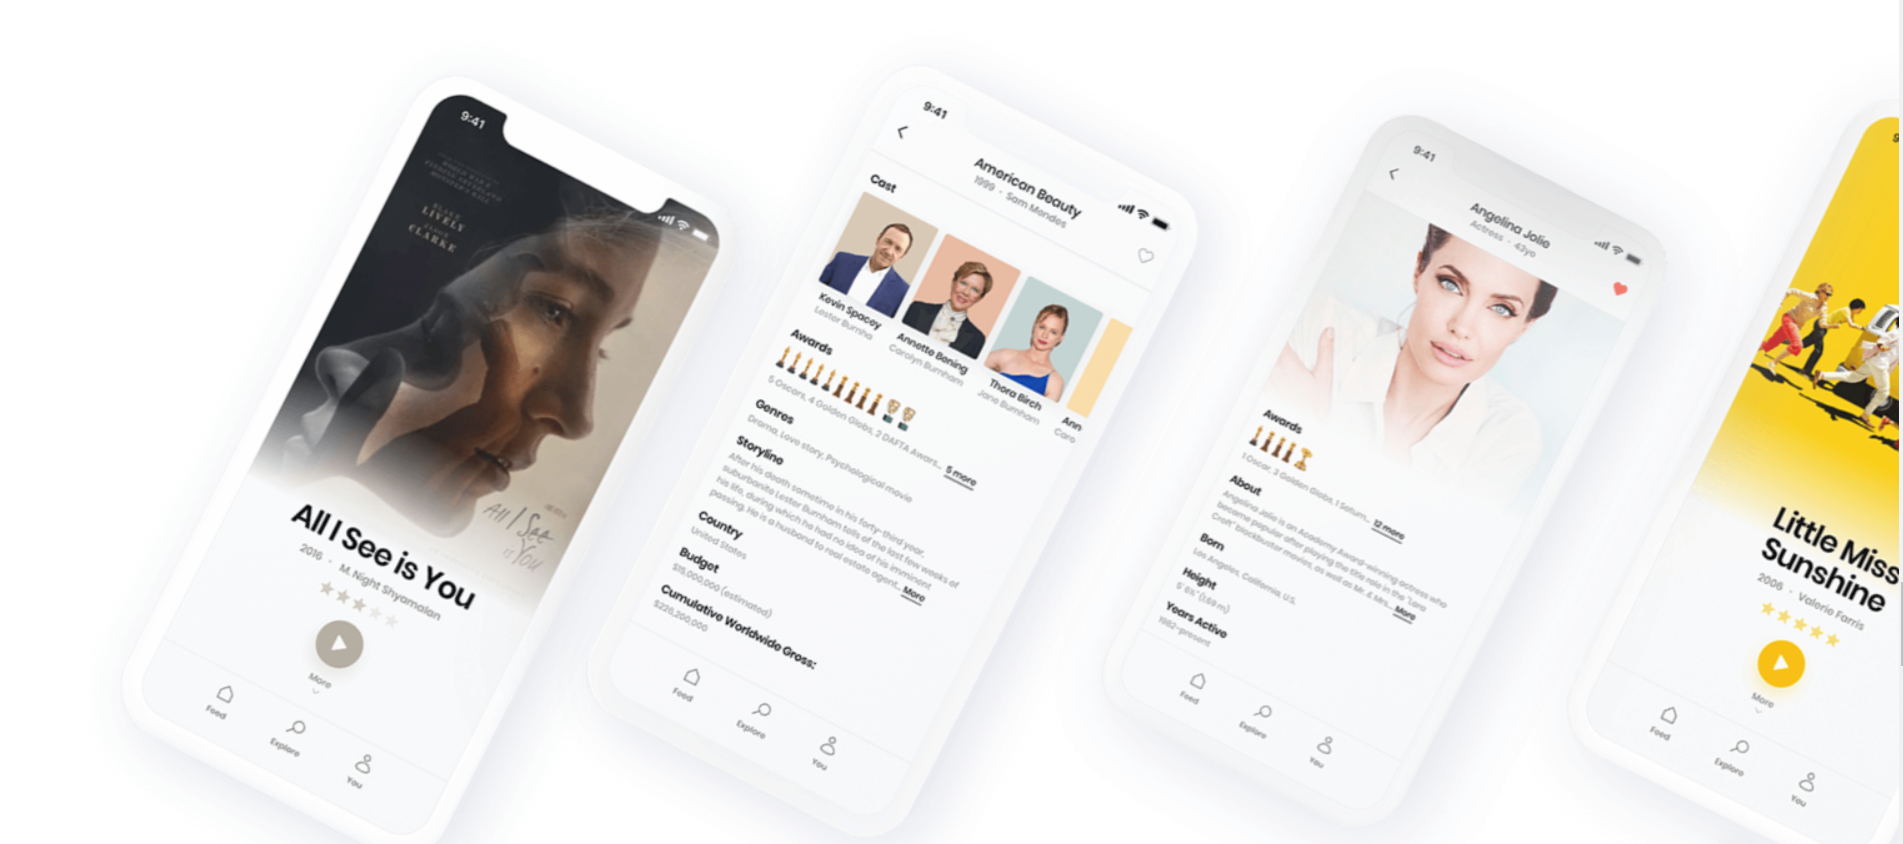 9:41
LIVELY
CLARKE
All I See
is You
All I See is You
2016 · M. Night Shyamalan
More
Feed
Explore
You
9:41
American Beauty
1999 · Sam Mendes
Cast
Kevin Spacey
Lester Burnha
Annette Bening
Carolyn Burnham
Thora Birch
Jane Burnham
Ann
Caro
Awards
5 Oscars, 4 Golden Globs, 2 DAFTA Awars... 5 more
Genres
Drama, Love story, Psychological movie
Storyline
After his death sometime in his forty-third year,
suburbanite Lester Burnham tells of the last few weeks of
his life, during which he had no idea of his imminent
passing. He is a husband to real estate agent... More
Country
United States
Budget
$15,000,000 (estimated)
Cumulative Worldwide Gross:
$226,200,000
Feed
Explore
You
9:41
Angelina Jolie
Actress · 43yo
Awards
1 Oscar, 3 Golden Globs, 1 Saturn... 12 more
About
Angelina Jolie is an Academy Award-winning actress who
became popular after playing the title role in the "Lara
Croft" blockbuster movies, as well as Mr. & Mrs... More
Born
Los Angeles, California, U.S.
Height
5' 6½" (1.69 m)
Years Active
1982-present
Feed
Explore
You
9
Little Miss
Sunshine
2006 · Valerie Farris
More
Feed
Explore
You